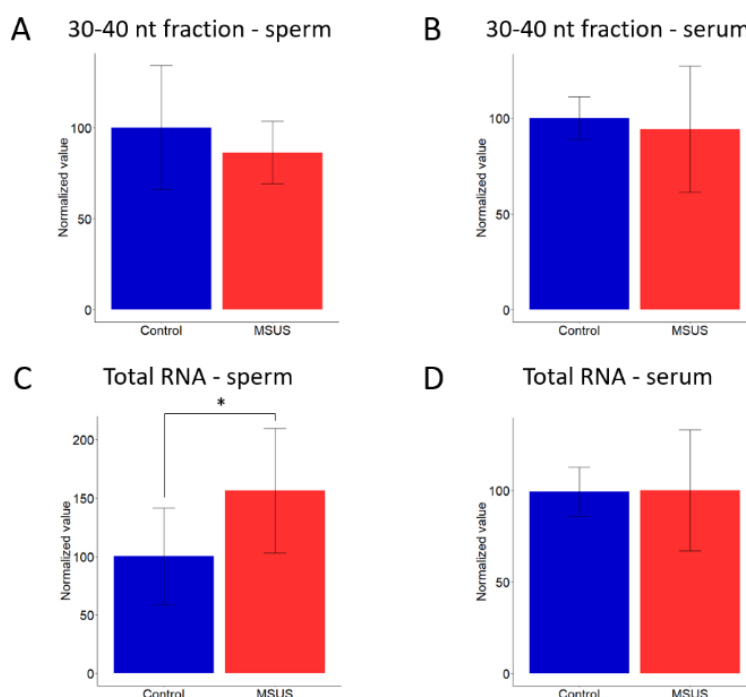 A
30-40 nt fraction - sperm
Normalized value
100
50
0
Control
MSUS
B
30-40 nt fraction - serum
Normalized value
100
50
0
Control
MSUS
C
Total RNA - sperm
*
Normalized value
200
150
100
50
0
Control
MSUS
D
Total RNA - serum
Normalized value
100
50
0
Control
MSUS